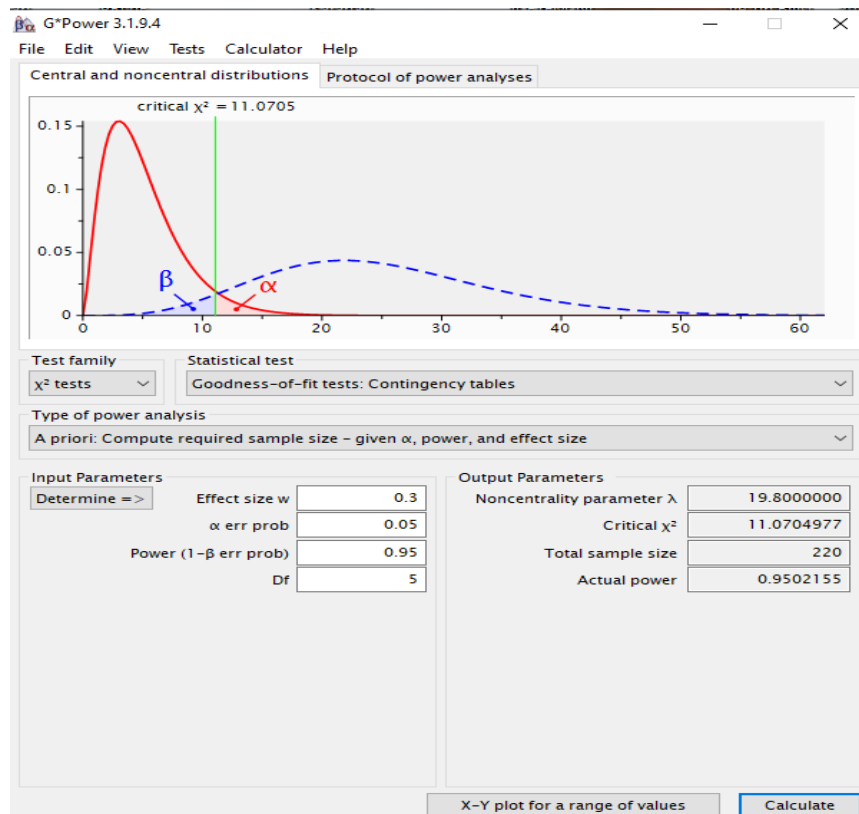 G*Power 3.1.9.4
File Edit View Tests Calculator Help
Central and noncentral distributions Protocol of power analyses
critical χ² = 11.0705
0.15
0.1
0.05
0
β
α
0 10 20 30 40 50 60
Test family Statistical test
χ² tests Goodness-of-fit tests: Contingency tables
Type of power analysis
A priori: Compute required sample size - given α, power, and effect size
Input Parameters Output Parameters
Determine => Effect size w 0.3 Noncentrality parameter λ 19.8000000
α err prob 0.05 Critical χ² 11.0704977
Power (1-β err prob) 0.95 Total sample size 220
Df 5 Actual power 0.9502155
X-Y plot for a range of values Calculate